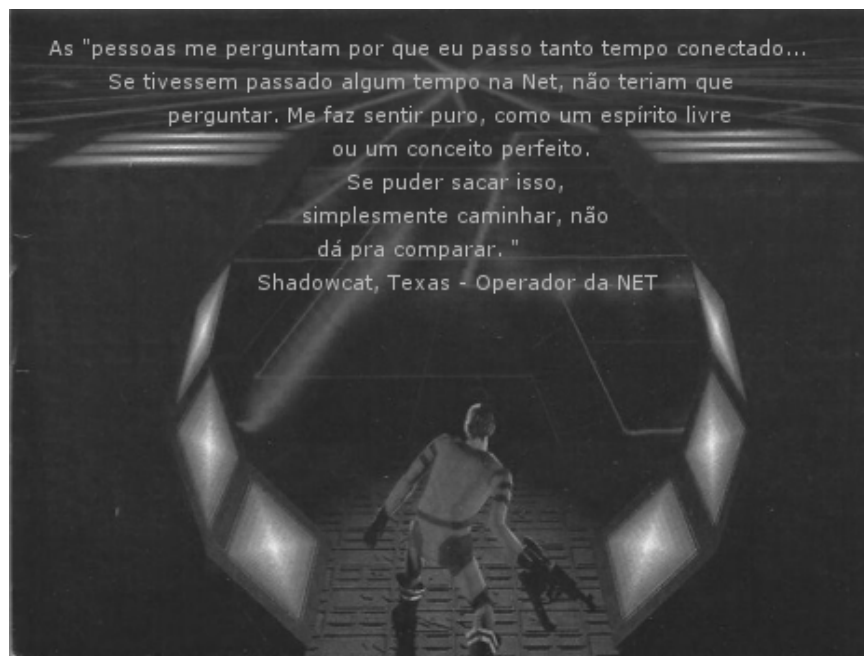 As "pessoas me perguntam por que eu passo tanto tempo conectado...
Se tivessem passado algum tempo na Net, não teriam que
perguntar. Me faz sentir puro, como um espírito livre
ou um conceito perfeito.
Se puder sacar isso,
simplesmente caminhar, não
dá pra comparar. "
Shadowcat, Texas - Operador da NET